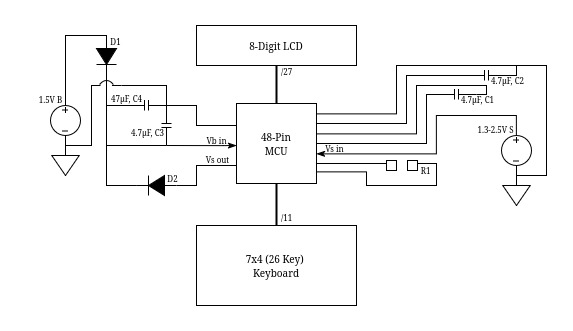 8-Digit LCD
D1
/27
4.7μF, C2
1.5V B
47μF, C4
4.7μF, C1
4.7μF, C3
Vb in
48-Pin
MCU
Vs in
1.3-2.5V S
Vs out
D2
R1
/11
7x4 (26 Key)
Keyboard